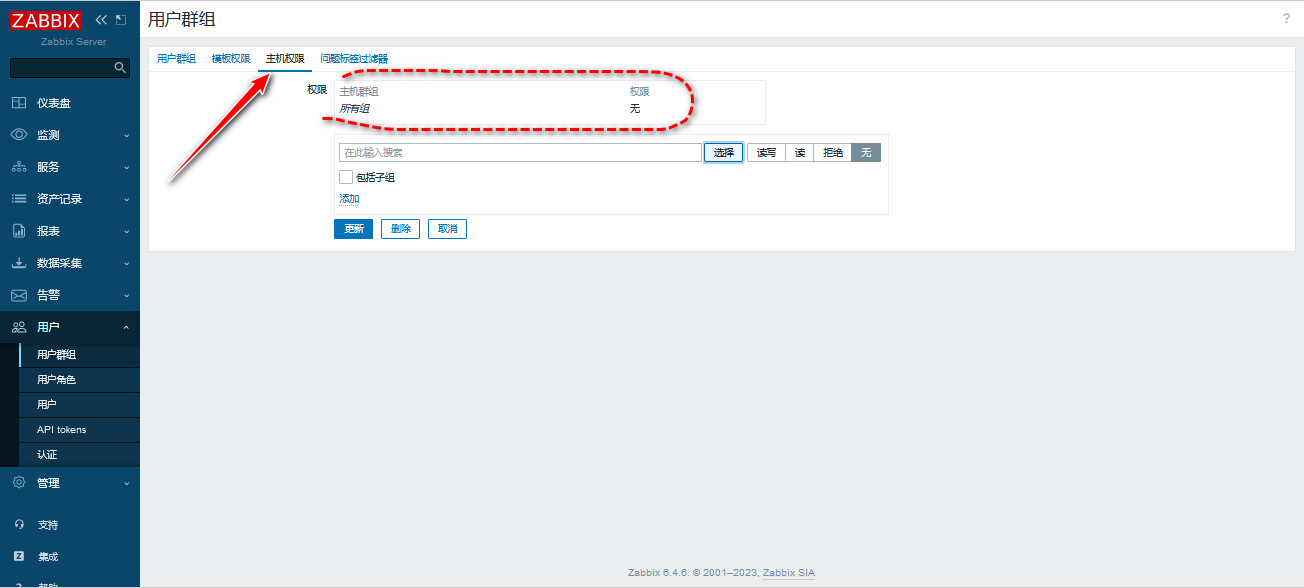 ZABBIX
Zabbix Server
仪表盘
监测
服务
资产记录
报表
数据采集
告警
用户
用户群组
用户角色
用户
API tokens
认证
管理
支持
集成
用户群组
?
用户群组 模板权限 主机权限 问题标签过滤器
权限 主机群组 权限
所有组 无
在此输入搜索 选择 读写 读 拒绝 无
包括子组
添加
更新 删除 取消
Zabbix 6.4.6. © 2001–2023, Zabbix SIA